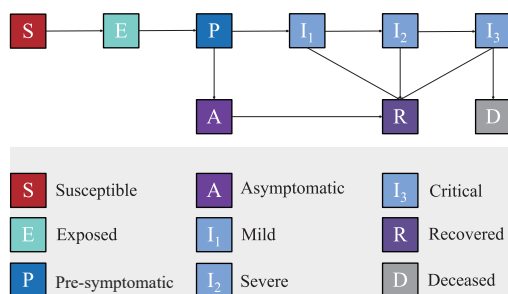 S E P I₁ I₂ I₃
A R D
S Susceptible A Asymptomatic I₃ Critical
E Exposed I₁ Mild R Recovered
P Pre-symptomatic I₂ Severe D Deceased